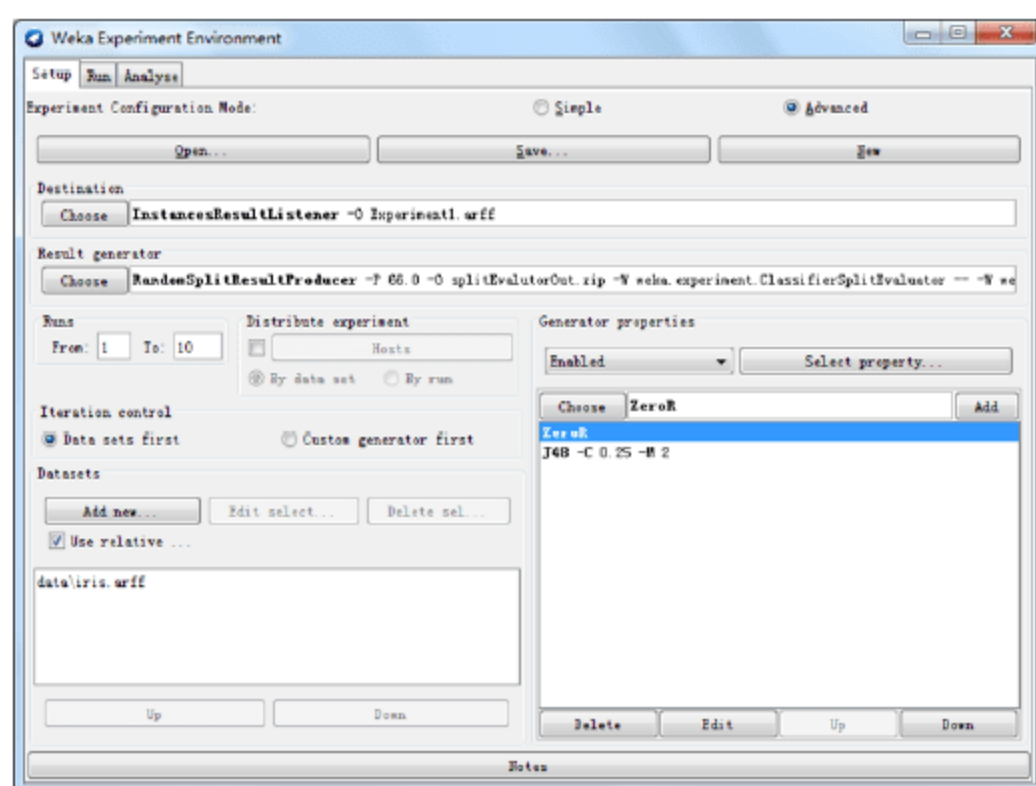 Weka Experiment Environment
Setup Run Analyse
Experiment Configuration Mode: Simple Advanced
Open... Save... New
Destination
Choose InstancesResultListener -O Experiment1.arff
Result generator
Choose RandomSplitResultProducer -P 66.0 -O splitEvalutorOut.zip -W weka.experiment.ClassifierSplitEvaluator -- -W we
Runs Distribute experiment Generator properties
From: 1 To: 10 Hosts
Enabled Select property...
By data set By run
Choose ZeroR Add
Iteration control
Data sets first Custom generator first
ZeroR
J48 -C 0.25 -M 2
Datasets
Add new... Edit select... Delete sel...
Use relative ...
data\iris.arff
Up Down
Delete Edit Up Down
Notes